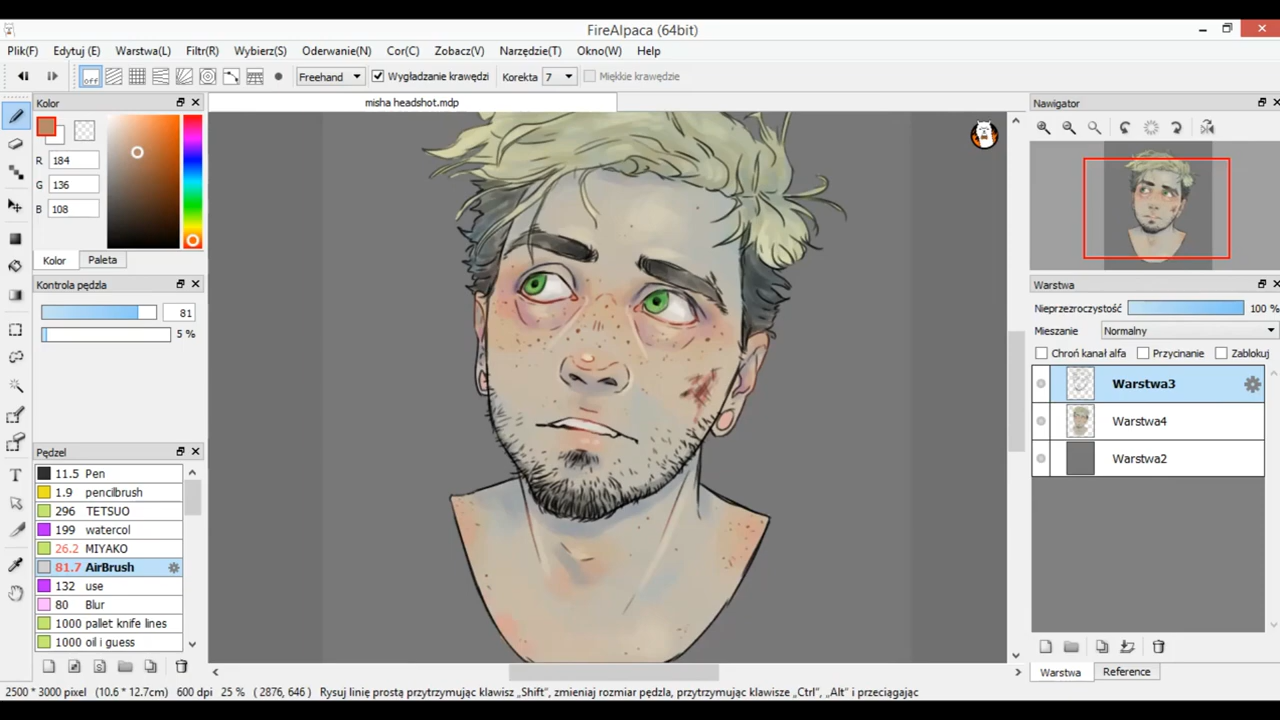 FireAlpaca (64bit)
Plik(F) Edytuj (E) Warstwa(L) Filtr(R) Wybierz(S) Oderwanie(N) Cor(C) Zobacz(V) Narzędzie(T) Okno(W) Help
off Freehand Wygładzanie krawędzi Korekta 7 Miękkie krawędzie
Kolor
R 184
G 136
B 108
Kolor Paleta
Kontrola pędzla
81
5 %
Pędzel
11.5 Pen
1.9 pencilbrush
296 TETSUO
199 watercol
26.2 MIYAKO
81.7 AirBrush
132 use
80 Blur
1000 pallet knife lines
1000 oil i guess
misha headshot.mdp
Nawigator
Warstwa
Nieprzezroczystość 100 %
Mieszanie Normalny
Chroń kanał alfa Przycinanie Zablokuj
Warstwa3
Warstwa4
Warstwa2
Warstwa Reference
2500 * 3000 pixel (10.6 * 12.7cm) 600 dpi 25 % ( 2876, 646 ) Rysuj linię prostą przytrzymując klawisz „Shift”, zmieniaj rozmiar pędzla, przytrzymując klawisze „Ctrl”, „Alt” i przeciągając